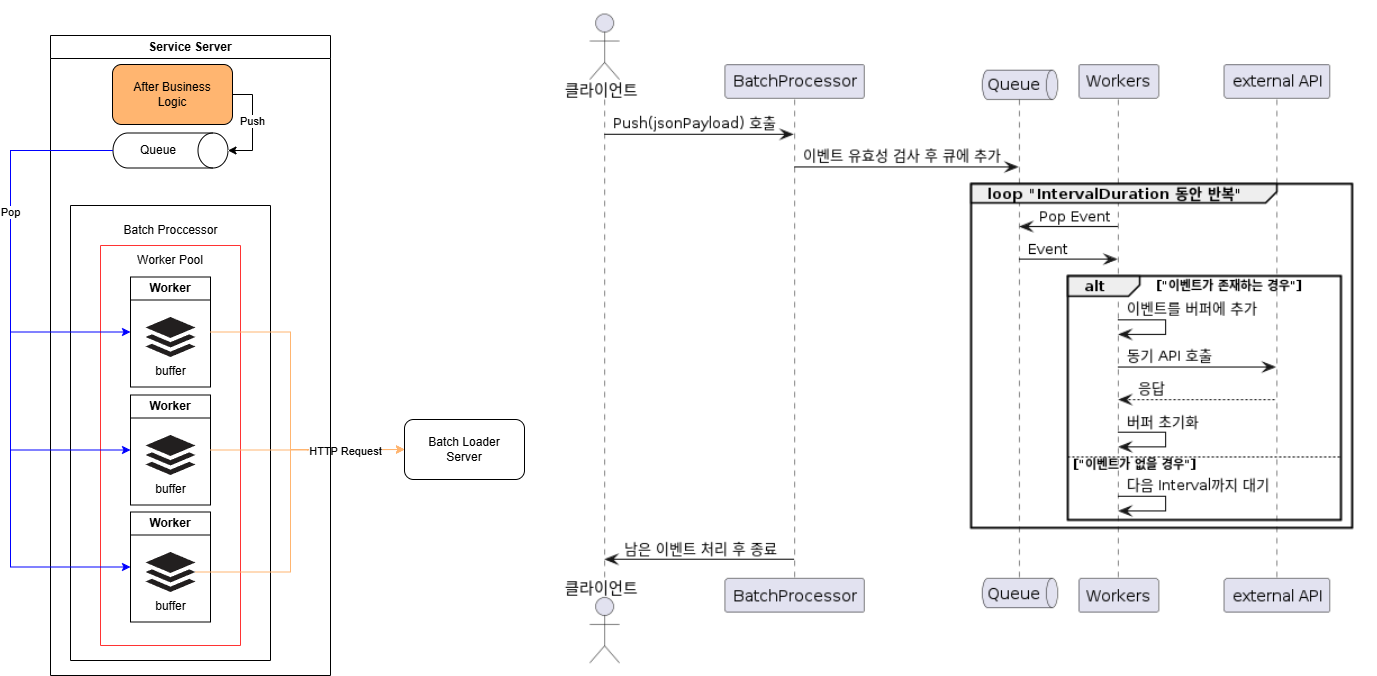 Service Server
After Business
Logic
Push
Queue
Pop
Batch Proccessor
Worker Pool
Worker
buffer
Worker
buffer
Worker
buffer
HTTP Request
Batch Loader
Server
클라이언트
BatchProcessor
Queue
Workers
external API
Push(jsonPayload) 호출
이벤트 유효성 검사 후 큐에 추가
loop "IntervalDuration 동안 반복"
Pop Event
Event
alt ["이벤트가 존재하는 경우"]
이벤트를 버퍼에 추가
동기 API 호출
응답
버퍼 초기화
["이벤트가 없을 경우"]
다음 Interval까지 대기
남은 이벤트 처리 후 종료
클라이언트
BatchProcessor
Queue
Workers
external API